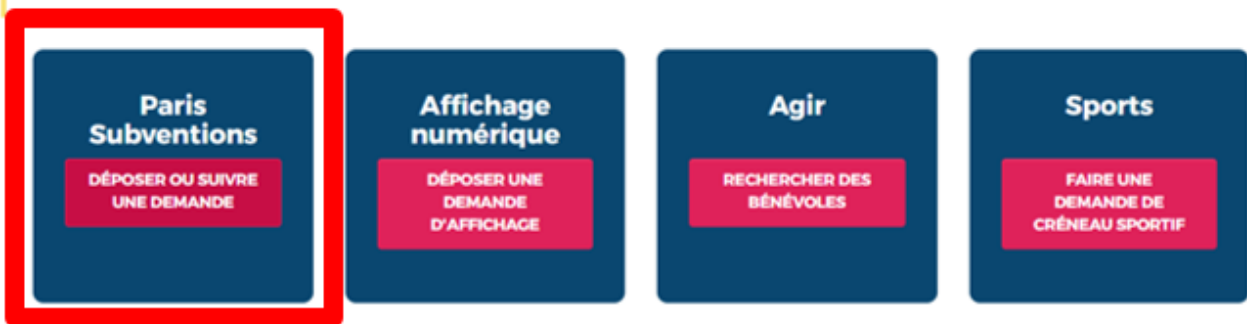 Paris
Subventions
DÉPOSER OU SUIVRE
UNE DEMANDE
Affichage
numérique
DÉPOSER UNE
DEMANDE
D'AFFICHAGE
Agir
RECHERCHER DES
BÉNÉVOLES
Sports
FAIRE UNE
DEMANDE DE
CRÉNEAU SPORTIF